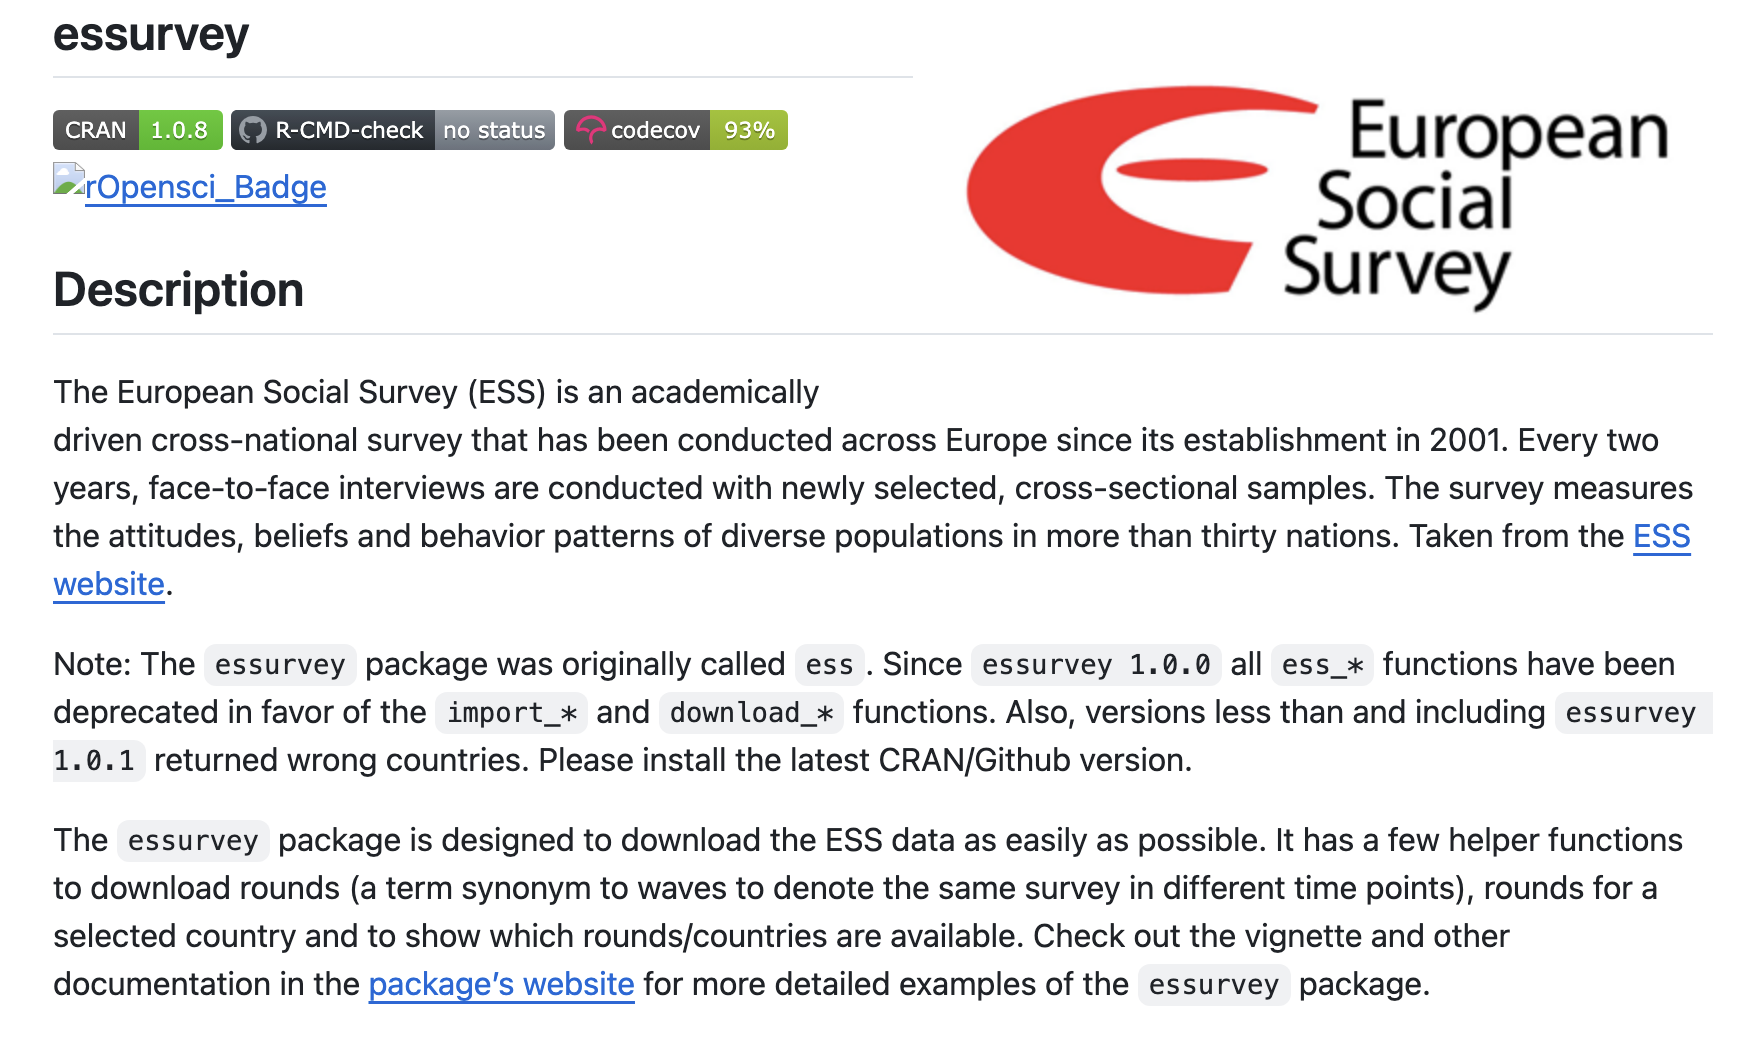 essurvey
CRAN 1.0.8 R-CMD-check no status codecov 93%
rOpensci_Badge
European
Social
Survey
Description
The European Social Survey (ESS) is an academically
driven cross-national survey that has been conducted across Europe since its establishment in 2001. Every two
years, face-to-face interviews are conducted with newly selected, cross-sectional samples. The survey measures
the attitudes, beliefs and behavior patterns of diverse populations in more than thirty nations. Taken from the ESS
website.
Note: The essurvey package was originally called ess. Since essurvey 1.0.0 all ess_* functions have been
deprecated in favor of the import_* and download_* functions. Also, versions less than and including essurvey
1.0.1 returned wrong countries. Please install the latest CRAN/Github version.
The essurvey package is designed to download the ESS data as easily as possible. It has a few helper functions
to download rounds (a term synonym to waves to denote the same survey in different time points), rounds for a
selected country and to show which rounds/countries are available. Check out the vignette and other
documentation in the package’s website for more detailed examples of the essurvey package.